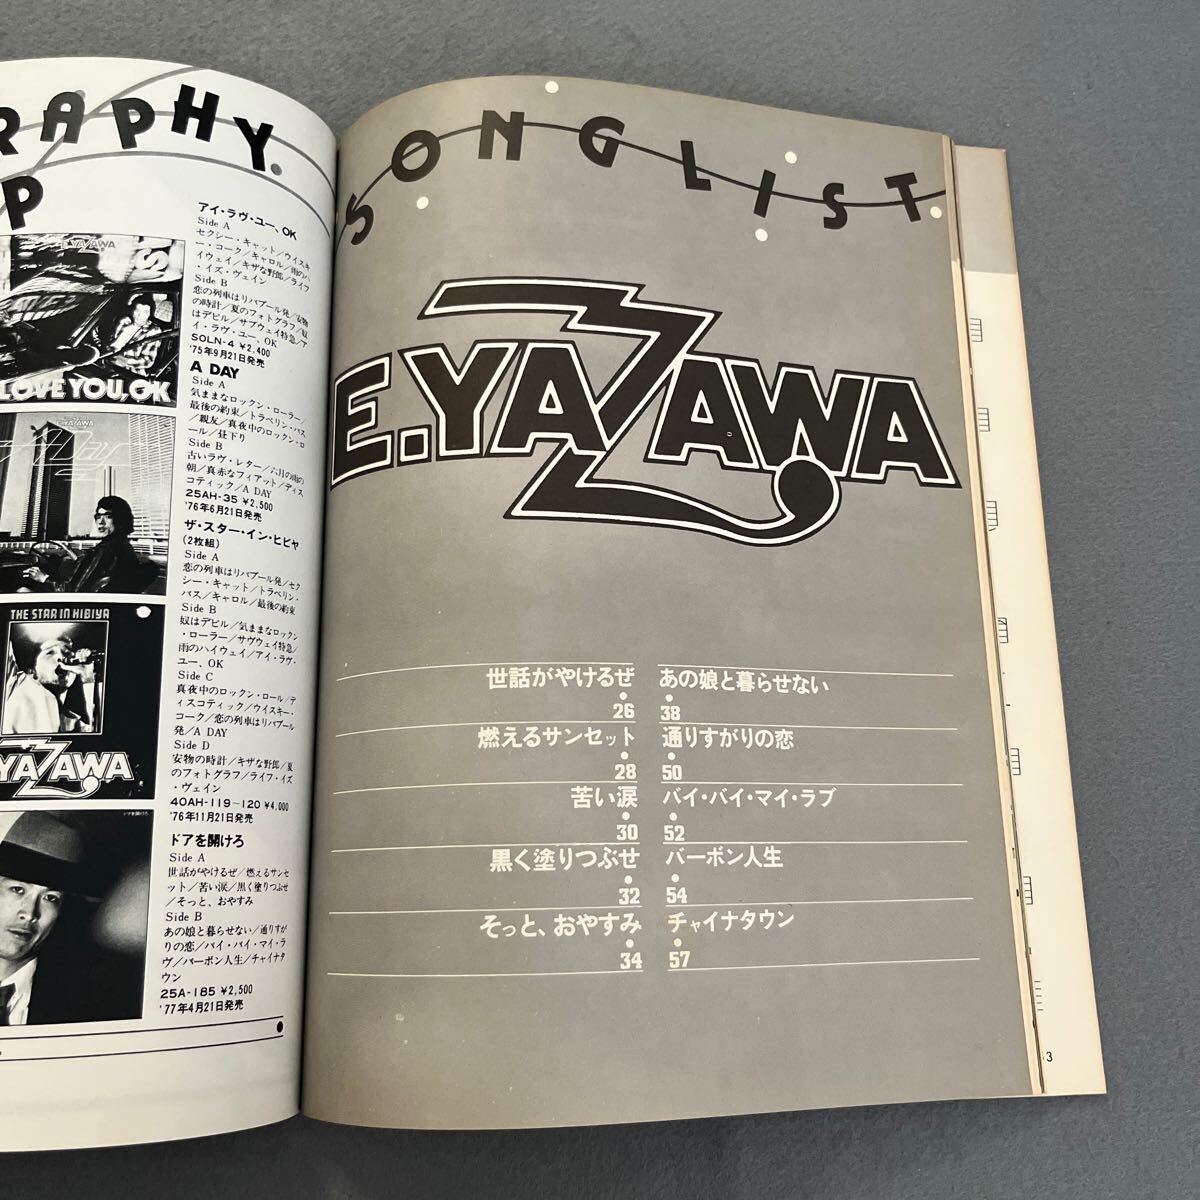 RAPHY.
P
アイ・ラヴ・ユー、OK
Side A
セクシー・キャット/ウイスキ
ー・コーク/キャロル/雨のハ
イウェイ/キザな野郎/ライフ
・イズ・ヴェイン
Side B
恋の列車はリバプール発/安物
の時計/夏のフォトグラフ/奴
はデビル/サブウェイ特急/ア
イ・ラヴ・ユー、OK
SOLN-4 ¥2,400
'75年9月21日発売
A DAY
Side A
気ままなロックン・ローラー/
最後の約束/トラベリン・バス
/親友/真夜中のロックン・ロ
ール/昼下り
Side B
古いラヴ・レター/六月の雨の
朝/真赤なフィアット/ディス
コティック/A DAY
25AH-35 ¥2,500
'76年6月21日発売
ザ・スター・イン・ヒビヤ
(2枚組)
Side A
恋の列車はリバプール発/セク
シー・キャット/トラベリン・
バス/キャロル/最後の約束
Side B
奴はデビル/気ままなロックン
・ローラー/サヴウェイ特急/
雨のハイウェイ/アイ・ラヴ・
ユー、OK
Side C
真夜中のロックン・ロール/デ
ィスコティック/ウイスキー・
コーク/恋の列車はリバプール
発/A DAY
Side D
安物の時計/キザな野郎/夏
のフォトグラフ/ライフ・イズ
・ヴェイン
40AH-119~120 ¥4,000
'76年11月21日発売
ドアを開けろ
Side A
世話がやけるぜ/燃えるサンセ
ット/苦い涙/黒く塗りつぶせ
/そっと、おやすみ
Side B
あの娘と暮らせない/通りすが
りの恋/バイ・バイ・マイ・ラ
ヴ/バーボン人生/チャイナタ
ウン
25A-185 ¥2,500
'77年4月21日発売
E.YAZAWA
LOVE YOU, OK
E.YAZAWA
A Day
THE STAR IN HIBIYA
YAZAWA
ドアを開けろ
SONGLIST
E.YAZAWA
世話がやけるぜ
26
燃えるサンセット
28
苦い涙
30
黒く塗りつぶせ
32
そっと、おやすみ
34
あの娘と暮らせない
38
通りすがりの恋
50
バイ・バイ・マイ・ラブ
52
バーボン人生
54
チャイナタウン
57
3